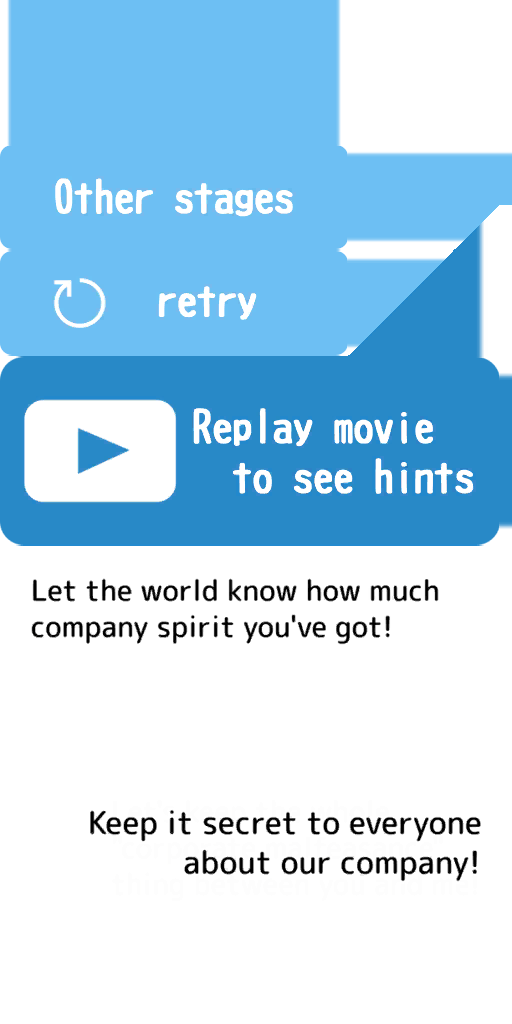 Other stages
retry
Replay movie
to see hints
Let the world know how much
company spirit you've got!
Keep it secret to everyone
about our company!